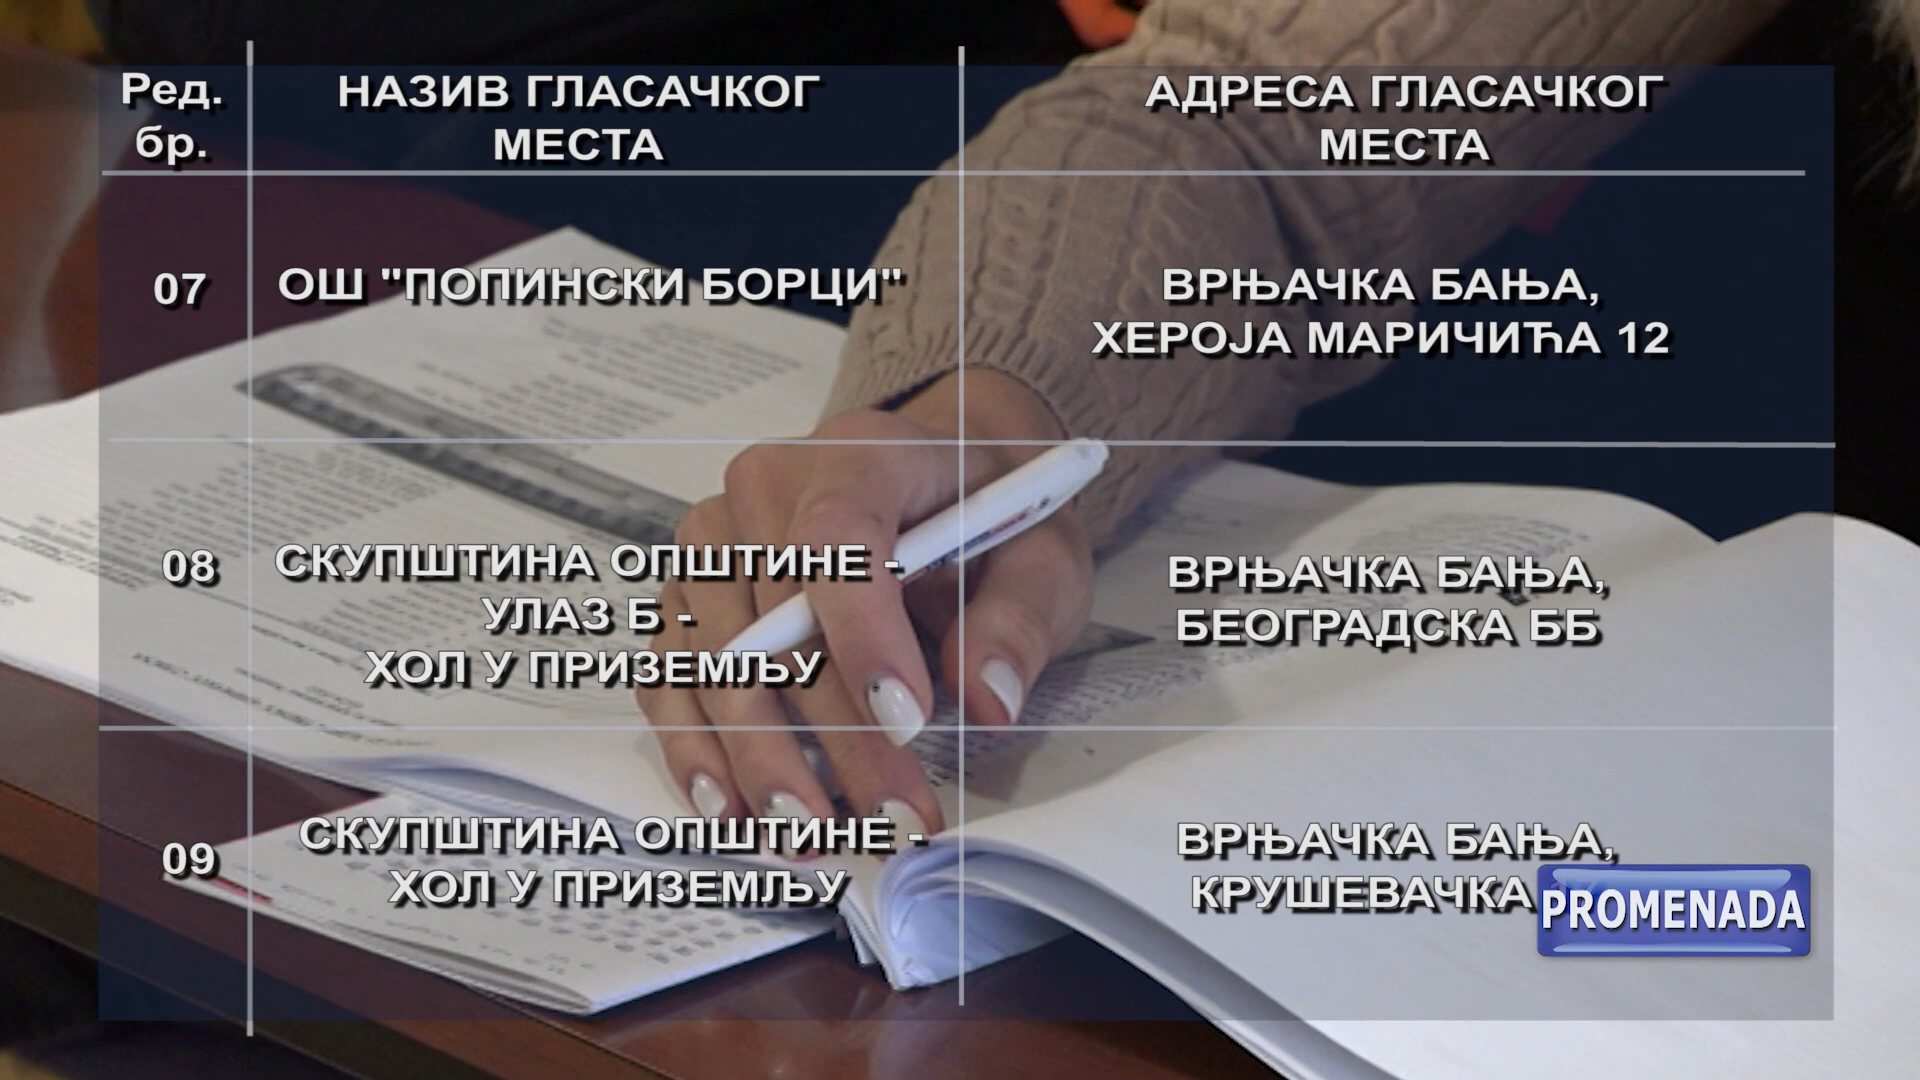 Ред.
бр.
НАЗИВ ГЛАСАЧКОГ
МЕСТА
АДРЕСА ГЛАСАЧКОГ
МЕСТА
07
ОШ "ПОПИНСКИ БОРЦИ"
ВРЊАЧКА БАЊА,
ХЕРОЈА МАРИЧИЋА 12
08
СКУПШТИНА ОПШТИНЕ -
УЛАЗ Б -
ХОЛ У ПРИЗЕМЉУ
ВРЊАЧКА БАЊА,
БЕОГРАДСКА ББ
09
СКУПШТИНА ОПШТИНЕ -
ХОЛ У ПРИЗЕМЉУ
ВРЊАЧКА БАЊА,
КРУШЕВАЧКА
PROMENADA